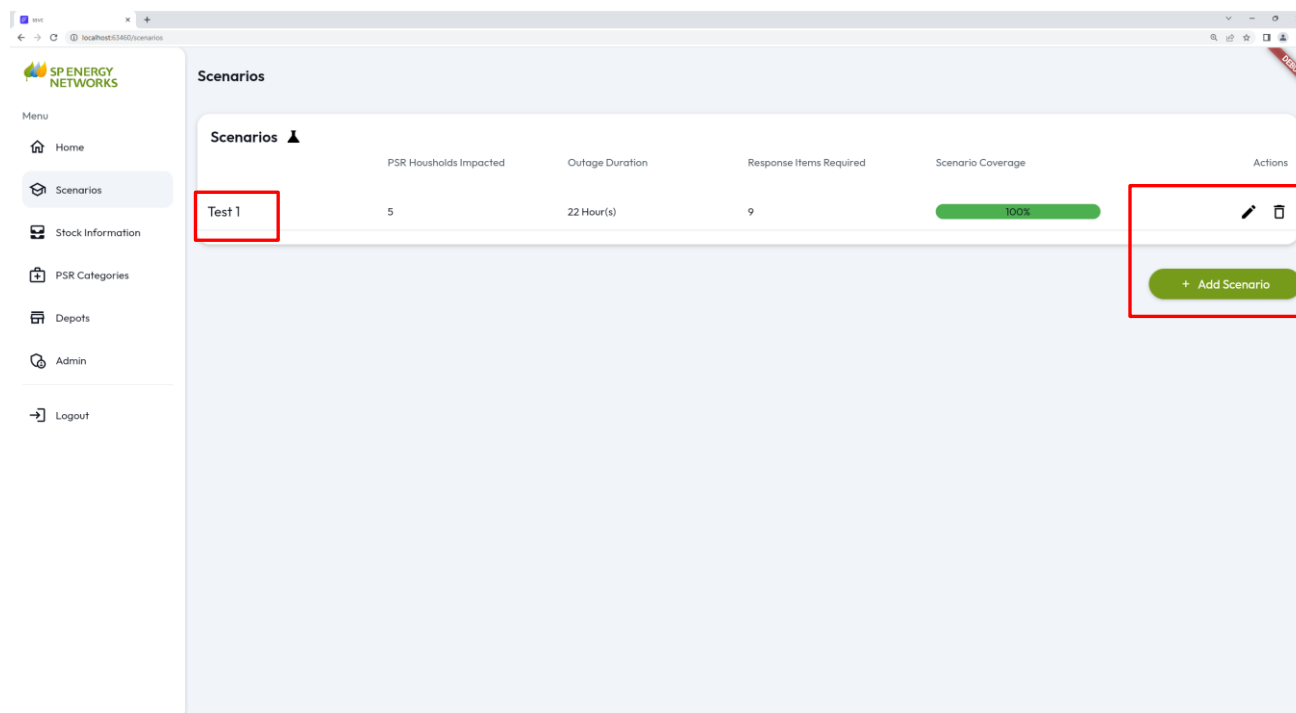 save
localhost:63460/scenarios
SP ENERGY
NETWORKS
Scenarios
Menu
Home
Scenarios
Stock Information
PSR Categories
Depots
Admin
Logout
Scenarios
PSR Housholds Impacted Outage Duration Response Items Required Scenario Coverage Actions
Test 1 5 22 Hour(s) 9 100%
+ Add Scenario